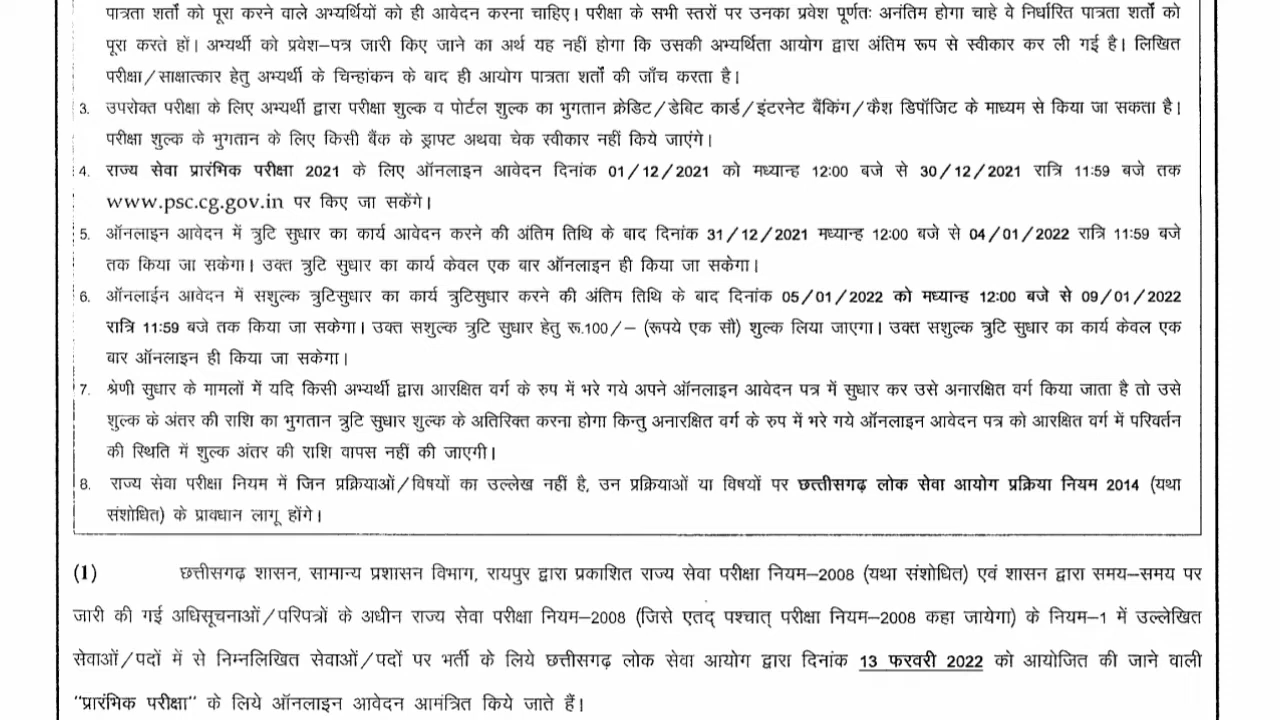 पात्रता शर्तों को पूरा करने वाले अभ्यर्थियों को ही आवेदन करना चाहिए। परीक्षा के सभी स्तरों पर उनका प्रवेश पूर्णतः अनंतिम होगा चाहे वे निर्धारित पात्रता शर्तों को
पूरा करते हों। अभ्यर्थी को प्रवेश–पत्र जारी किए जाने का अर्थ यह नहीं होगा कि उसकी अभ्यर्थिता आयोग द्वारा अंतिम रूप से स्वीकार कर ली गई है। लिखित
परीक्षा/साक्षात्कार हेतु अभ्यर्थी के चिन्हांकन के बाद ही आयोग पात्रता शर्तों की जाँच करता है।
3. उपरोक्त परीक्षा के लिए अभ्यर्थी द्वारा परीक्षा शुल्क व पोर्टल शुल्क का भुगतान क्रेडिट/डेबिट कार्ड/इंटरनेट बैंकिंग/कैश डिपॉजिट के माध्यम से किया जा सकता है।
परीक्षा शुल्क के भुगतान के लिए किसी बैंक के ड्राफ्ट अथवा चेक स्वीकार नहीं किये जाएंगे।
4. राज्य सेवा प्रारंभिक परीक्षा 2021 के लिए ऑनलाइन आवेदन दिनांक 01/12/2021 को मध्यान्ह 12:00 बजे से 30/12/2021 रात्रि 11:59 बजे तक
www.psc.cg.gov.in पर किए जा सकेंगे।
5. ऑनलाइन आवेदन में त्रुटि सुधार का कार्य आवेदन करने की अंतिम तिथि के बाद दिनांक 31/12/2021 मध्यान्ह 12:00 बजे से 04/01/2022 रात्रि 11:59 बजे
तक किया जा सकेगा। उक्त त्रुटि सुधार का कार्य केवल एक बार ऑनलाइन ही किया जा सकेगा।
6. ऑनलाईन आवेदन में सशुल्क त्रुटिसुधार का कार्य त्रुटिसुधार करने की अंतिम तिथि के बाद दिनांक 05/01/2022 को मध्यान्ह 12:00 बजे से 09/01/2022
रात्रि 11:59 बजे तक किया जा सकेगा। उक्त सशुल्क त्रुटि सुधार हेतु रू.100/– (रूपये एक सौ) शुल्क लिया जाएगा। उक्त सशुल्क त्रुटि सुधार का कार्य केवल एक
बार ऑनलाइन ही किया जा सकेगा।
7. श्रेणी सुधार के मामलों में यदि किसी अभ्यर्थी द्वारा आरक्षित वर्ग के रुप में भरे गये अपने ऑनलाइन आवेदन पत्र में सुधार कर उसे अनारक्षित वर्ग किया जाता है तो उसे
शुल्क के अंतर की राशि का भुगतान त्रुटि सुधार शुल्क के अतिरिक्त करना होगा किन्तु अनारक्षित वर्ग के रुप में भरे गये ऑनलाइन आवेदन पत्र को आरक्षित वर्ग में परिवर्तन
की स्थिति में शुल्क अंतर की राशि वापस नहीं की जाएगी।
8. राज्य सेवा परीक्षा नियम में जिन प्रक्रियाओं/विषयों का उल्लेख नहीं है, उन प्रक्रियाओं या विषयों पर छत्तीसगढ़ लोक सेवा आयोग प्रक्रिया नियम 2014 (यथा
संशोधित) के प्रावधान लागू होंगे।
(1) छत्तीसगढ़ शासन, सामान्य प्रशासन विभाग, रायपुर द्वारा प्रकाशित राज्य सेवा परीक्षा नियम–2008 (यथा संशोधित) एवं शासन द्वारा समय–समय पर
जारी की गई अधिसूचनाओं/परिपत्रों के अधीन राज्य सेवा परीक्षा नियम–2008 (जिसे एतद् पश्चात् परीक्षा नियम–2008 कहा जायेगा) के नियम–1 में उल्लेखित
सेवाओं/पदों में से निम्नलिखित सेवाओं/पदों पर भर्ती के लिये छत्तीसगढ़ लोक सेवा आयोग द्वारा दिनांक 13 फरवरी 2022 को आयोजित की जाने वाली
"प्रारंभिक परीक्षा" के लिये ऑनलाइन आवेदन आमंत्रित किये जाते हैं।